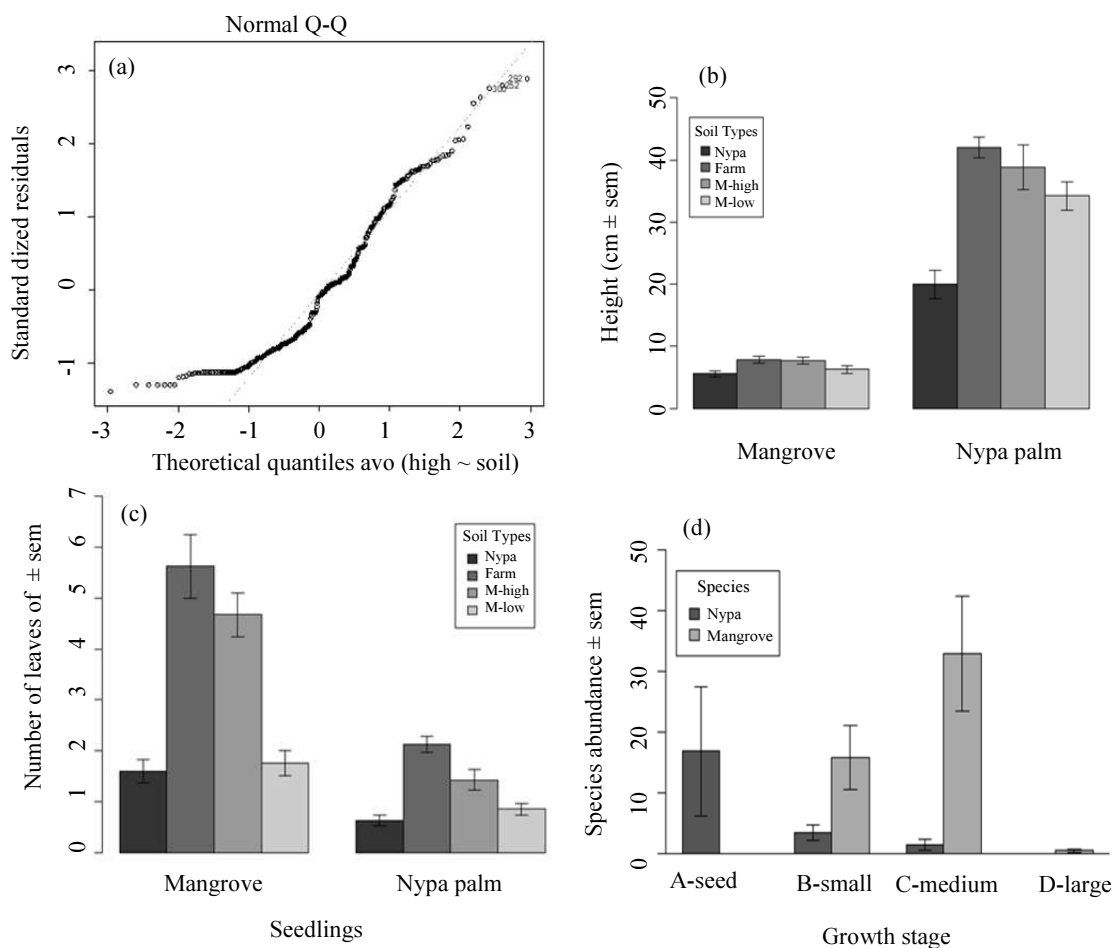 Normal Q-Q
(a)
3
2
1
0
-1
Standard dized residuals
-3 -2 -1 0 1 2 3
Theoretical quantiles avo (high ~ soil)
(b)
50
40
30
20
10
0
Height (cm ± sem)
Soil Types
Nypa
Farm
M-high
M-low
Mangrove Nypa palm
(c)
7
6
5
4
3
2
1
0
Number of leaves of ± sem
Soil Types
Nypa
Farm
M-high
M-low
Mangrove Nypa palm
Seedlings
(d)
50
40
30
20
10
0
Species abundance ± sem
Species
Nypa
Mangrove
A-seed B-small C-medium D-large
Growth stage